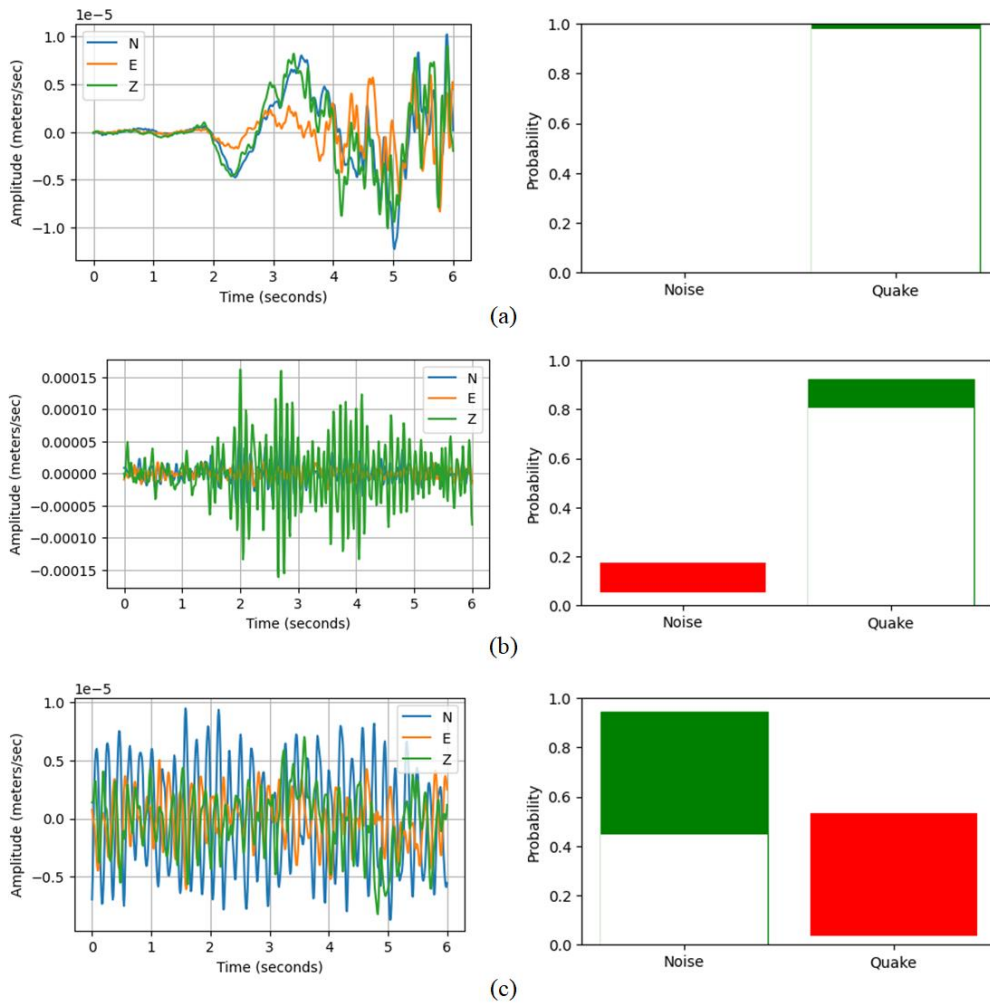 1e−5
1.0
0.5
0.0
−0.5
−1.0
Amplitude (meters/sec)
N
E
Z
0 1 2 3 4 5 6
Time (seconds)
1.0
0.8
0.6
0.4
0.2
0.0
Probability
Noise Quake
(a)
0.00015
0.00010
0.00005
0.00000
−0.00005
−0.00010
−0.00015
Amplitude (meters/sec)
N
E
Z
0 1 2 3 4 5 6
Time (seconds)
1.0
0.8
0.6
0.4
0.2
0.0
Probability
Noise Quake
(b)
1e−5
1.0
0.5
0.0
−0.5
Amplitude (meters/sec)
N
E
Z
0 1 2 3 4 5 6
Time (seconds)
1.0
0.8
0.6
0.4
0.2
0.0
Probability
Noise Quake
(c)